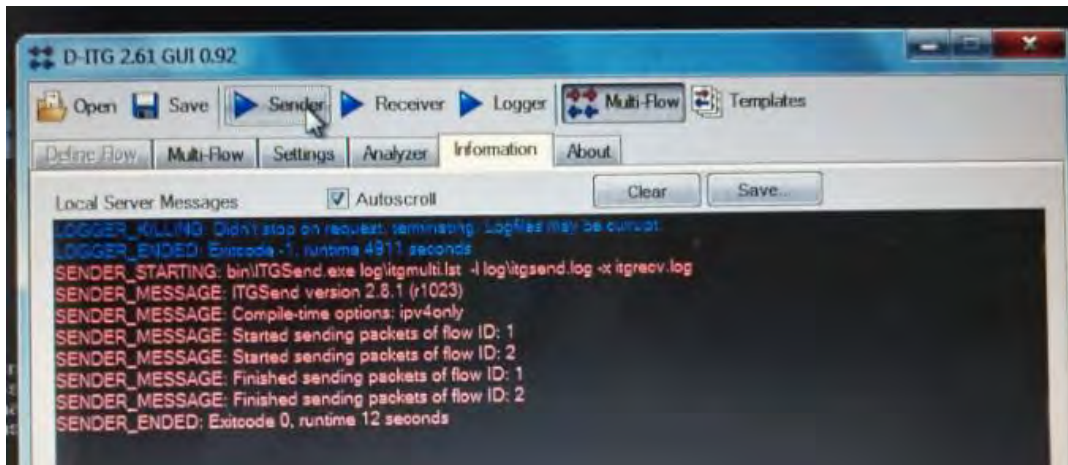 D-ITG 2.61 GUI 0.92
Open Save Sender Receiver Logger Multi-Flow Templates
Define Flow Multi-Flow Settings Analyzer Information About
Local Server Messages Autoscroll Clear Save...
LOGGER_KILLING: Didn't stop on request, terminating. Logfiles may be currupt.
LOGGER_ENDED: Exitcode -1, runtime 4911 seconds
SENDER_STARTING: bin\ITGSend.exe log\itgmulti.lst -l log\itgsend.log -x itgrecv.log
SENDER_MESSAGE: ITGSend version 2.8.1 (r1023)
SENDER_MESSAGE: Compile-time options: ipv4only
SENDER_MESSAGE: Started sending packets of flow ID: 1
SENDER_MESSAGE: Started sending packets of flow ID: 2
SENDER_MESSAGE: Finished sending packets of flow ID: 1
SENDER_MESSAGE: Finished sending packets of flow ID: 2
SENDER_ENDED: Exitcode 0, runtime 12 seconds